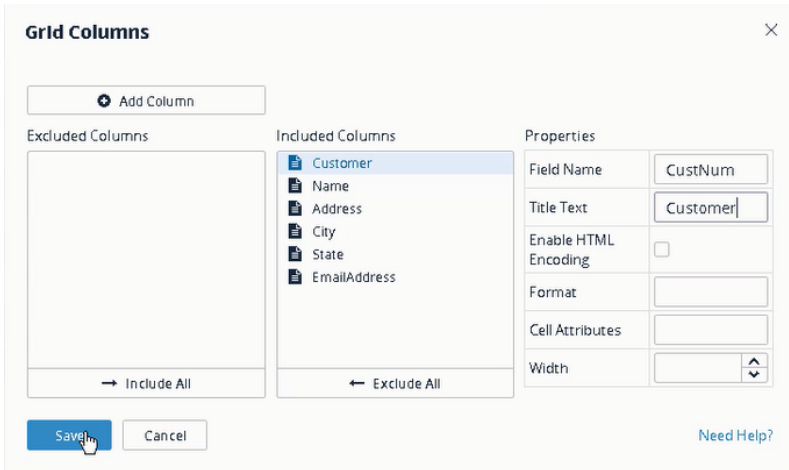 Grid Columns
Add Column
Excluded Columns
Included Columns
Properties
Customer
Name
Address
City
State
EmailAddress
Field Name CustNum
Title Text Customer
Enable HTML
Encoding
Format
Cell Attributes
Width
→ Include All
← Exclude All
Save
Cancel
Need Help?